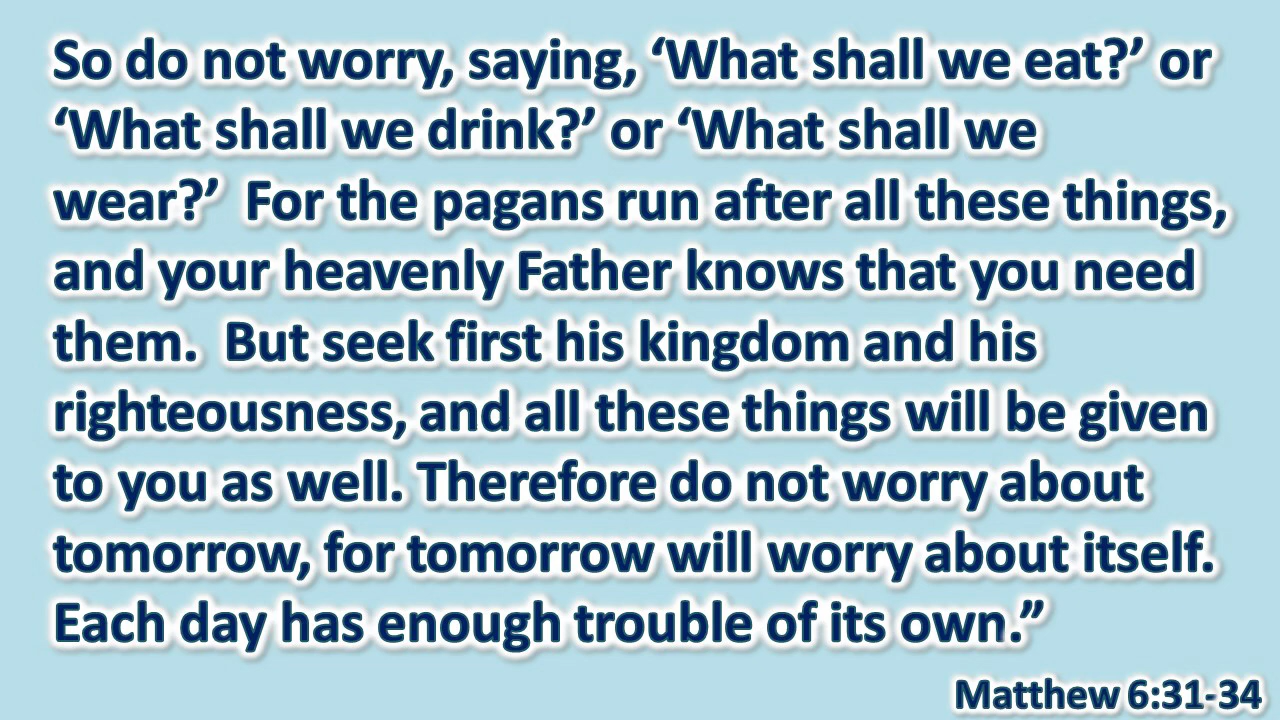 So do not worry, saying, ‘What shall we eat?’ or
‘What shall we drink?’ or ‘What shall we
wear?’  For the pagans run after all these things,
and your heavenly Father knows that you need
them.  But seek first his kingdom and his
righteousness, and all these things will be given
to you as well. Therefore do not worry about
tomorrow, for tomorrow will worry about itself.
Each day has enough trouble of its own.”
Matthew 6:31-34